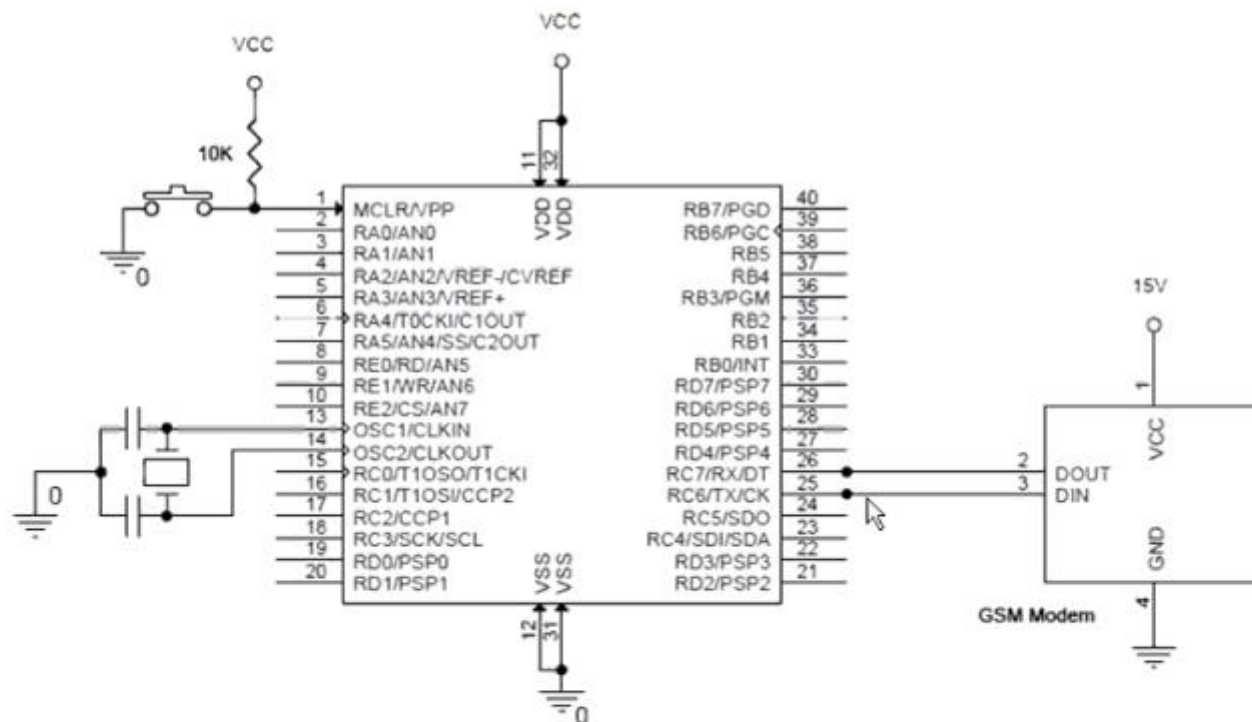 VCC
VCC
10K
11
32
VDD
VDD
1
MCLR/VPP
2
RA0/AN0
3
RA1/AN1
4
RA2/AN2/VREF-/CVREF
5
RA3/AN3/VREF+
6
RA4/T0CKI/C1OUT
7
RA5/AN4/SS/C2OUT
8
RE0/RD/AN5
9
RE1/WR/AN6
10
RE2/CS/AN7
13
OSC1/CLKIN
14
OSC2/CLKOUT
15
RC0/T1OSO/T1CKI
16
RC1/T1OSI/CCP2
17
RC2/CCP1
18
RC3/SCK/SCL
19
RD0/PSP0
20
RD1/PSP1
RB7/PGD
40
RB6/PGC
39
RB5
38
RB4
37
RB3/PGM
36
RB2
35
RB1
34
RB0/INT
33
RD7/PSP7
30
RD6/PSP6
29
RD5/PSP5
28
RD4/PSP4
27
RC7/RX/DT
26
RC6/TX/CK
25
RC5/SDO
24
RC4/SDI/SDA
23
RD3/PSP3
22
RD2/PSP2
21
VSS
VSS
12
31
0
0
0
15V
1
VCC
2
DOUT
3
DIN
GND
4
GSM Modem